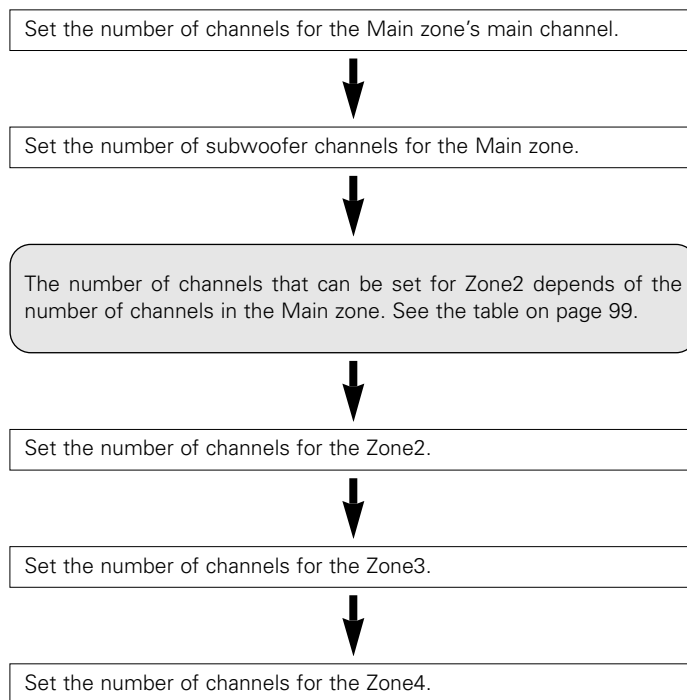 Set the number of channels for the Main zone's main channel.
Set the number of subwoofer channels for the Main zone.
The number of channels that can be set for Zone2 depends of the
number of channels in the Main zone. See the table on page 99.
Set the number of channels for the Zone2.
Set the number of channels for the Zone3.
Set the number of channels for the Zone4.